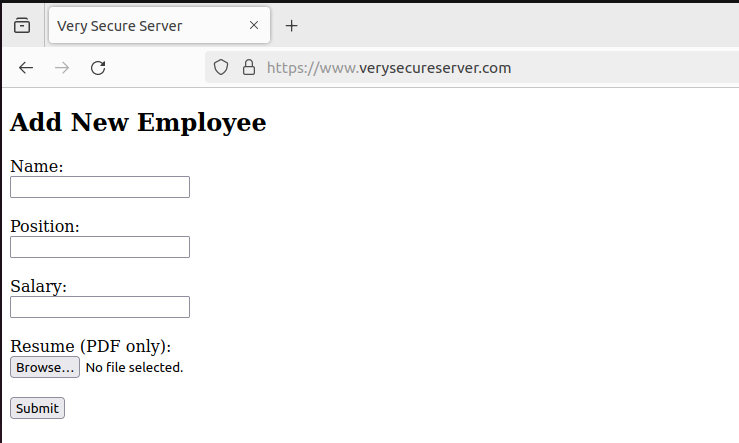 Very Secure Server
https://www.verysecureserver.com
Add New Employee
Name:
Position:
Salary:
Resume (PDF only):
Browse... No file selected.
Submit